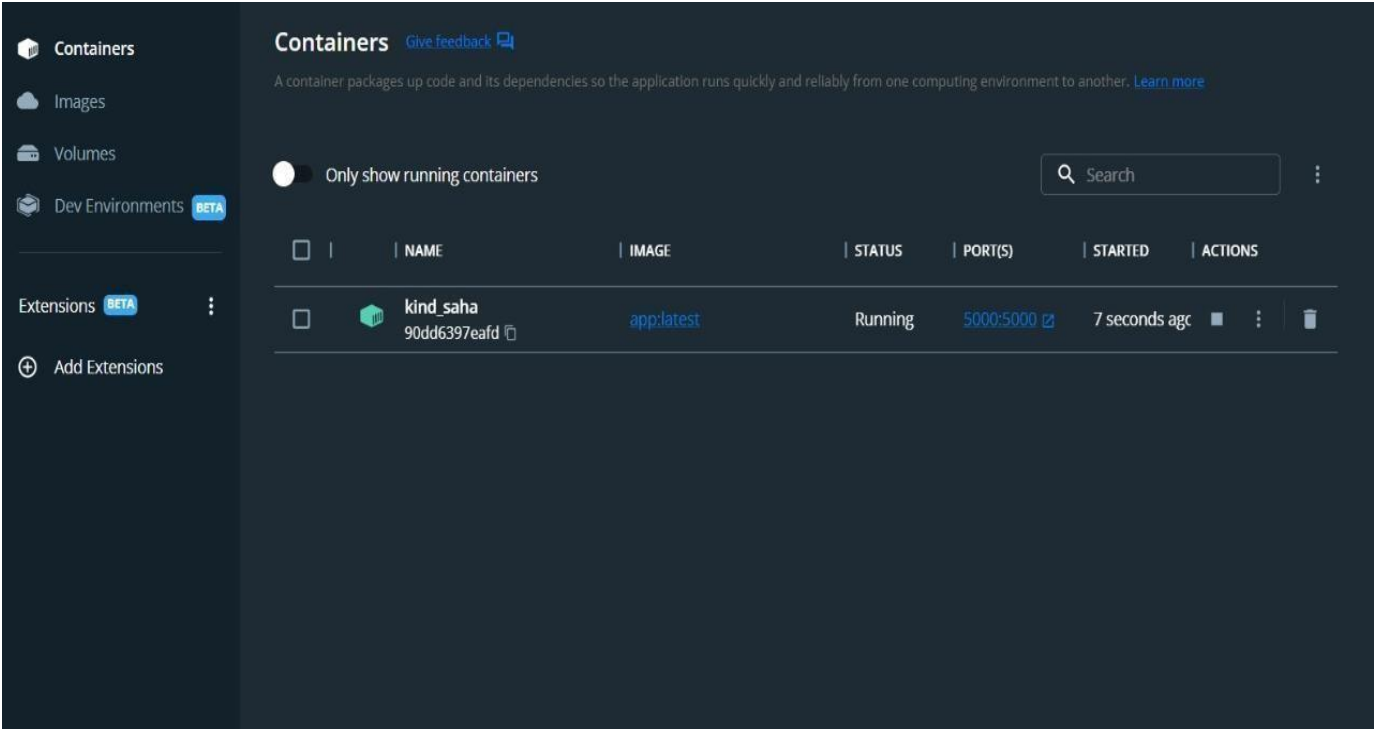 Containers
Images
Volumes
Dev Environments BETA
Extensions BETA
Add Extensions
Containers Give feedback
A container packages up code and its dependencies so the application runs quickly and reliably from one computing environment to another. Learn more
Only show running containers
Search
NAME IMAGE STATUS PORT(S) STARTED ACTIONS
kind_saha
90dd6397eafd
app:latest
Running
5000:5000
7 seconds agc